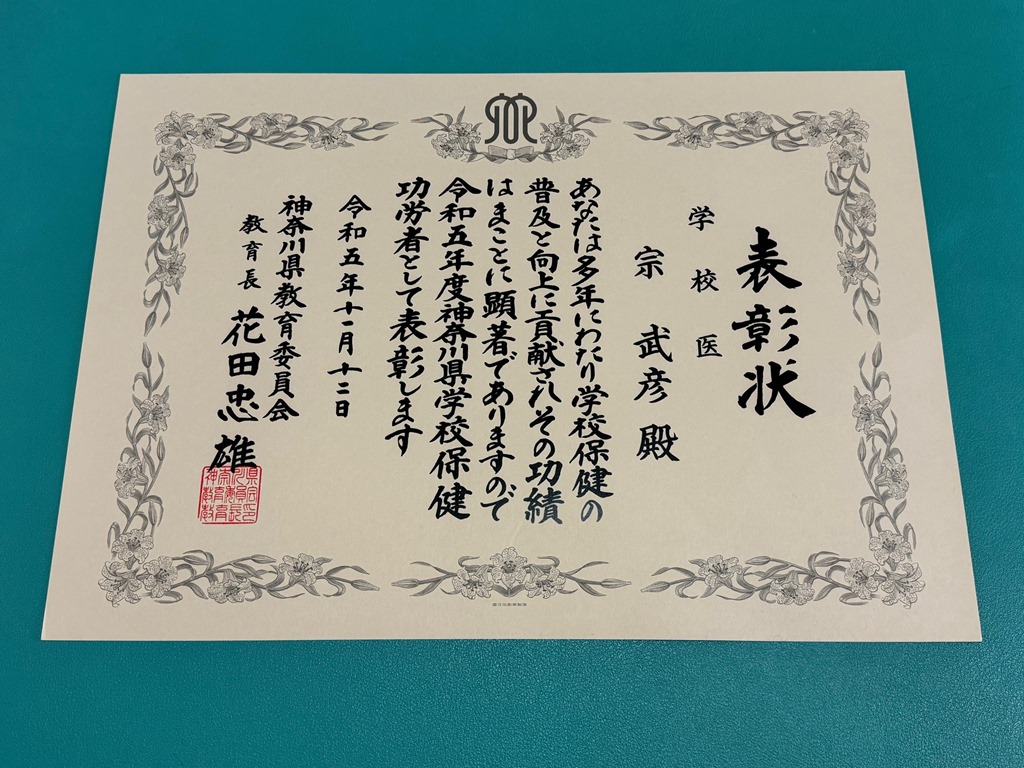 表彰状
学校医
宗武彦殿
あなたは多年にわたり学校保健の
普及と向上に貢献されその功績
はまことに顕著でありますので
令和五年度神奈川県学校保健
功労者として表彰します
令和五年十一月十二日
神奈川県教育委員会
教育長 花田忠雄